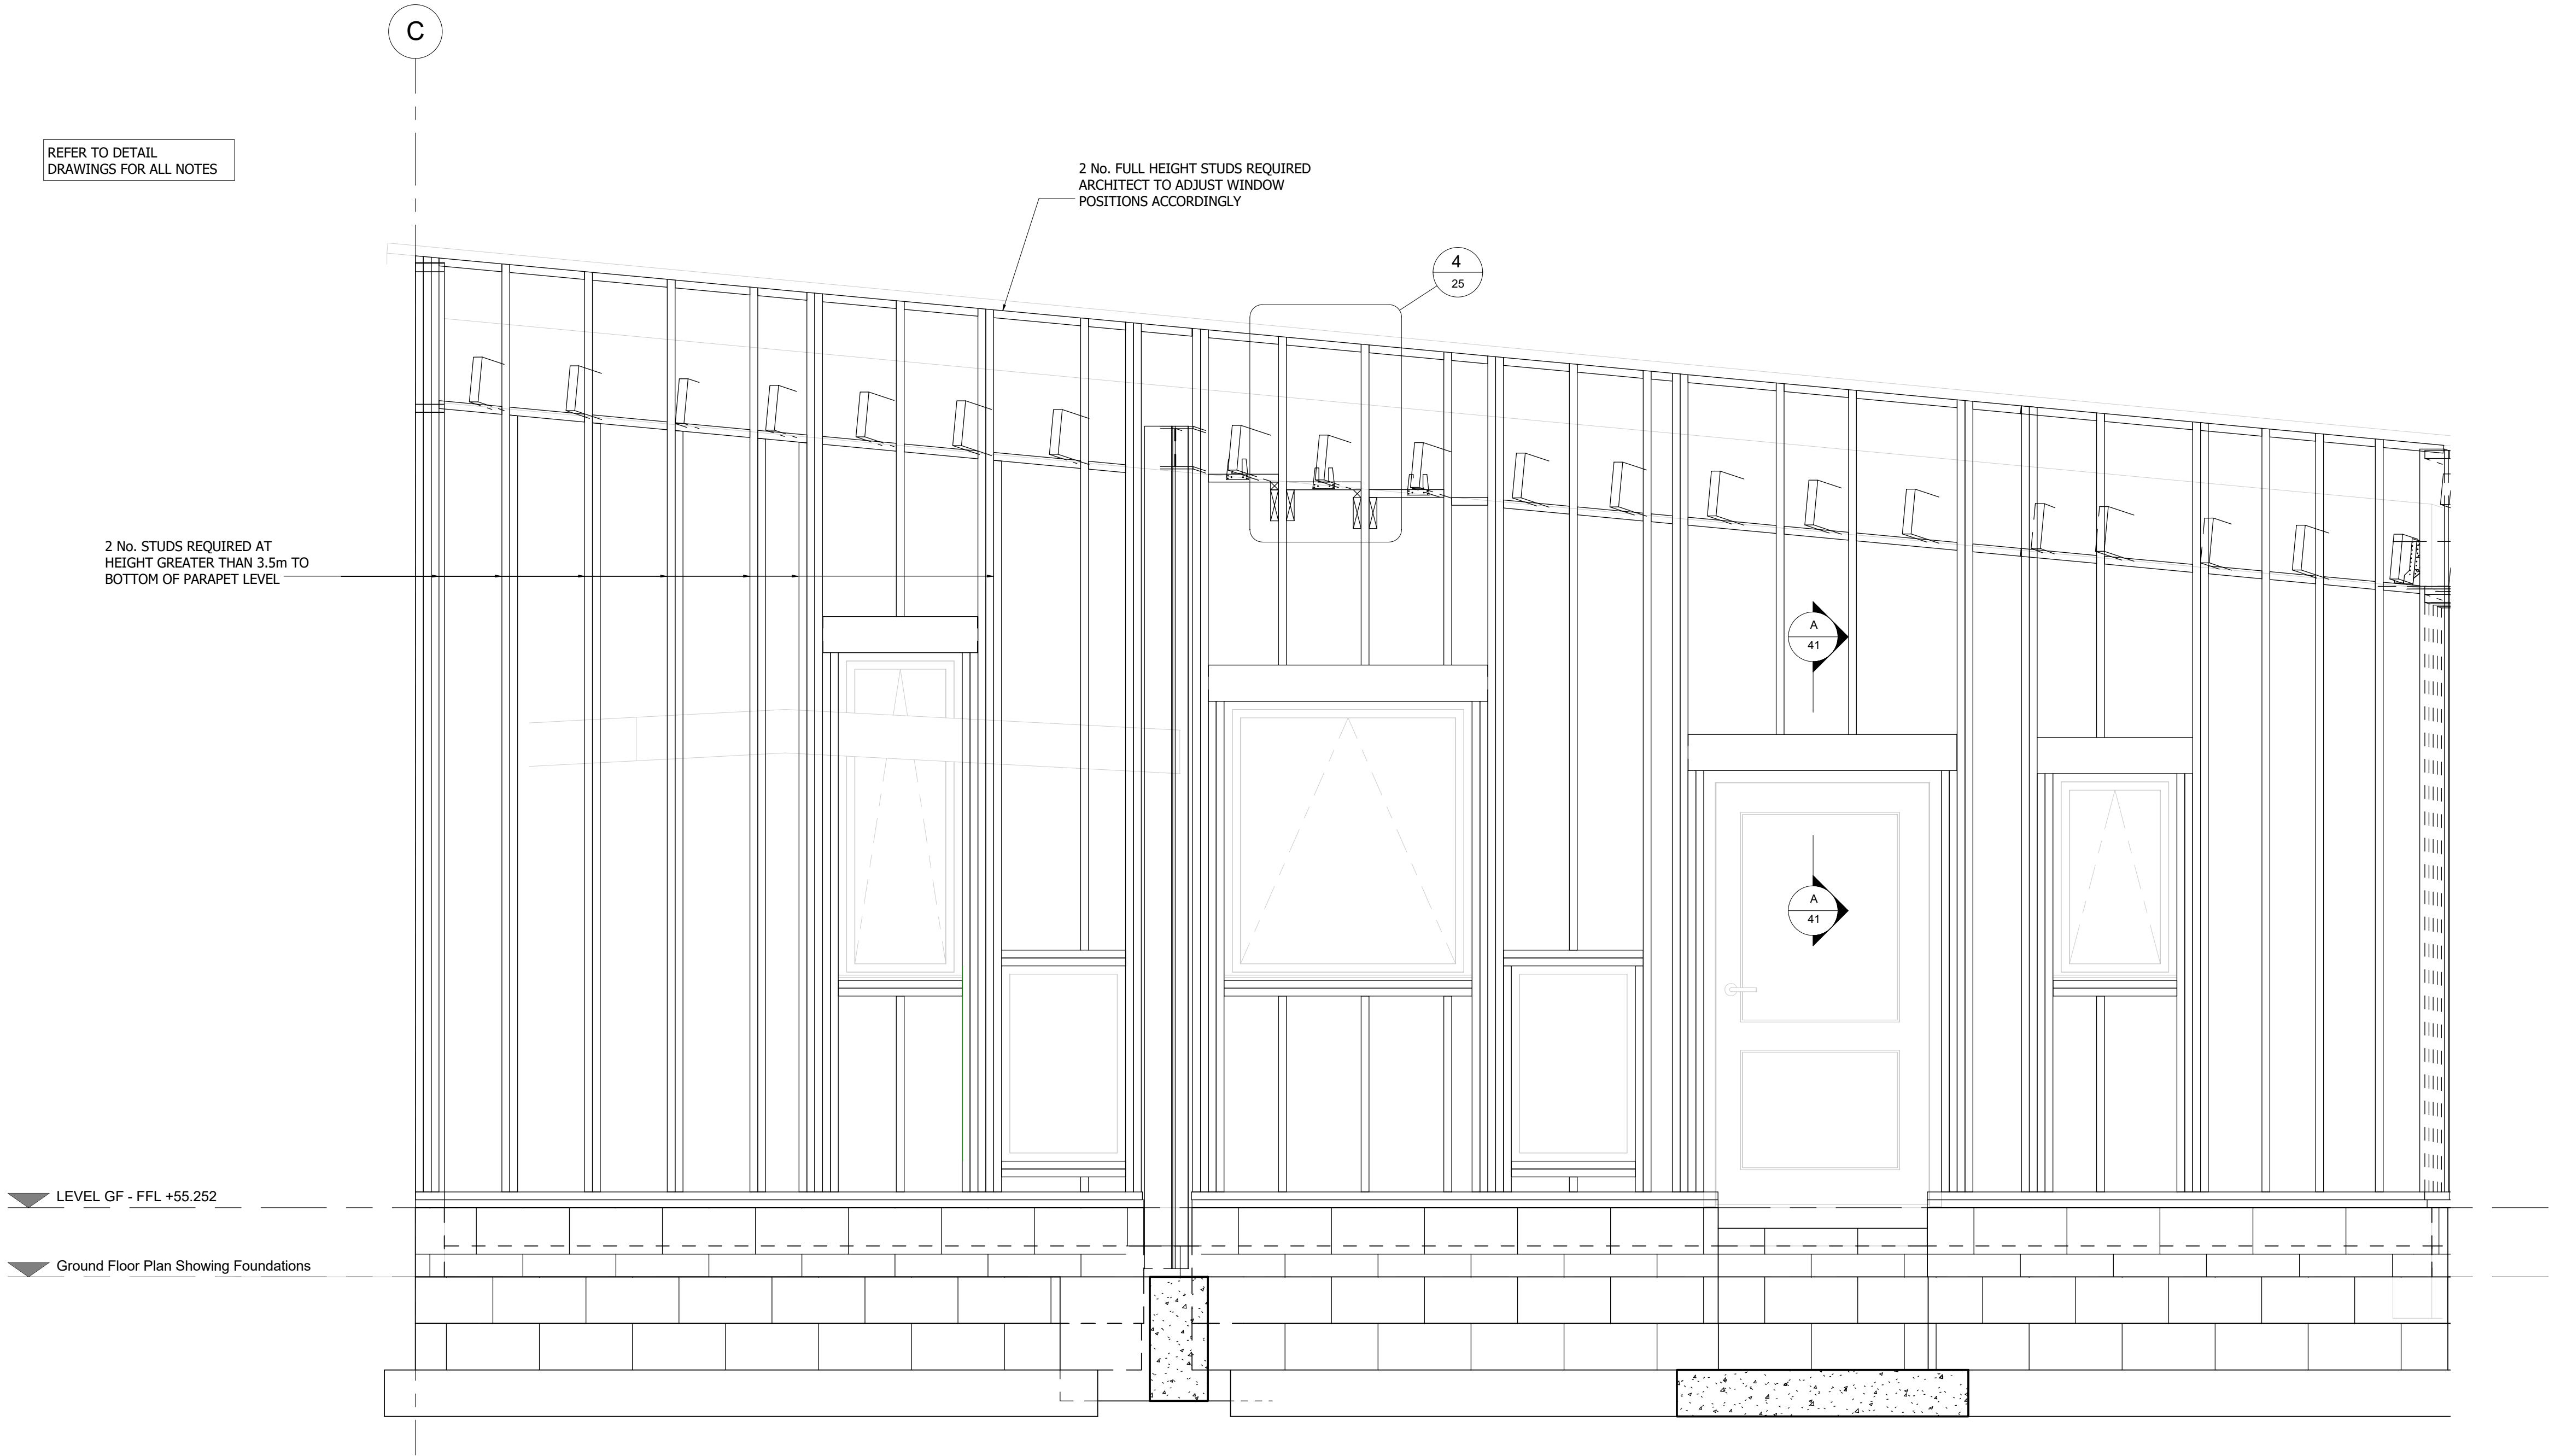 C
REFER TO DETAIL
DRAWINGS FOR ALL NOTES
2 No. FULL HEIGHT STUDS REQUIRED
ARCHITECT TO ADJUST WINDOW
POSITIONS ACCORDINGLY
4
25
2 No. STUDS REQUIRED AT
HEIGHT GREATER THAN 3.5m TO
BOTTOM OF PARAPET LEVEL
A
41
A
41
LEVEL GF - FFL +55.252
Ground Floor Plan Showing Foundations